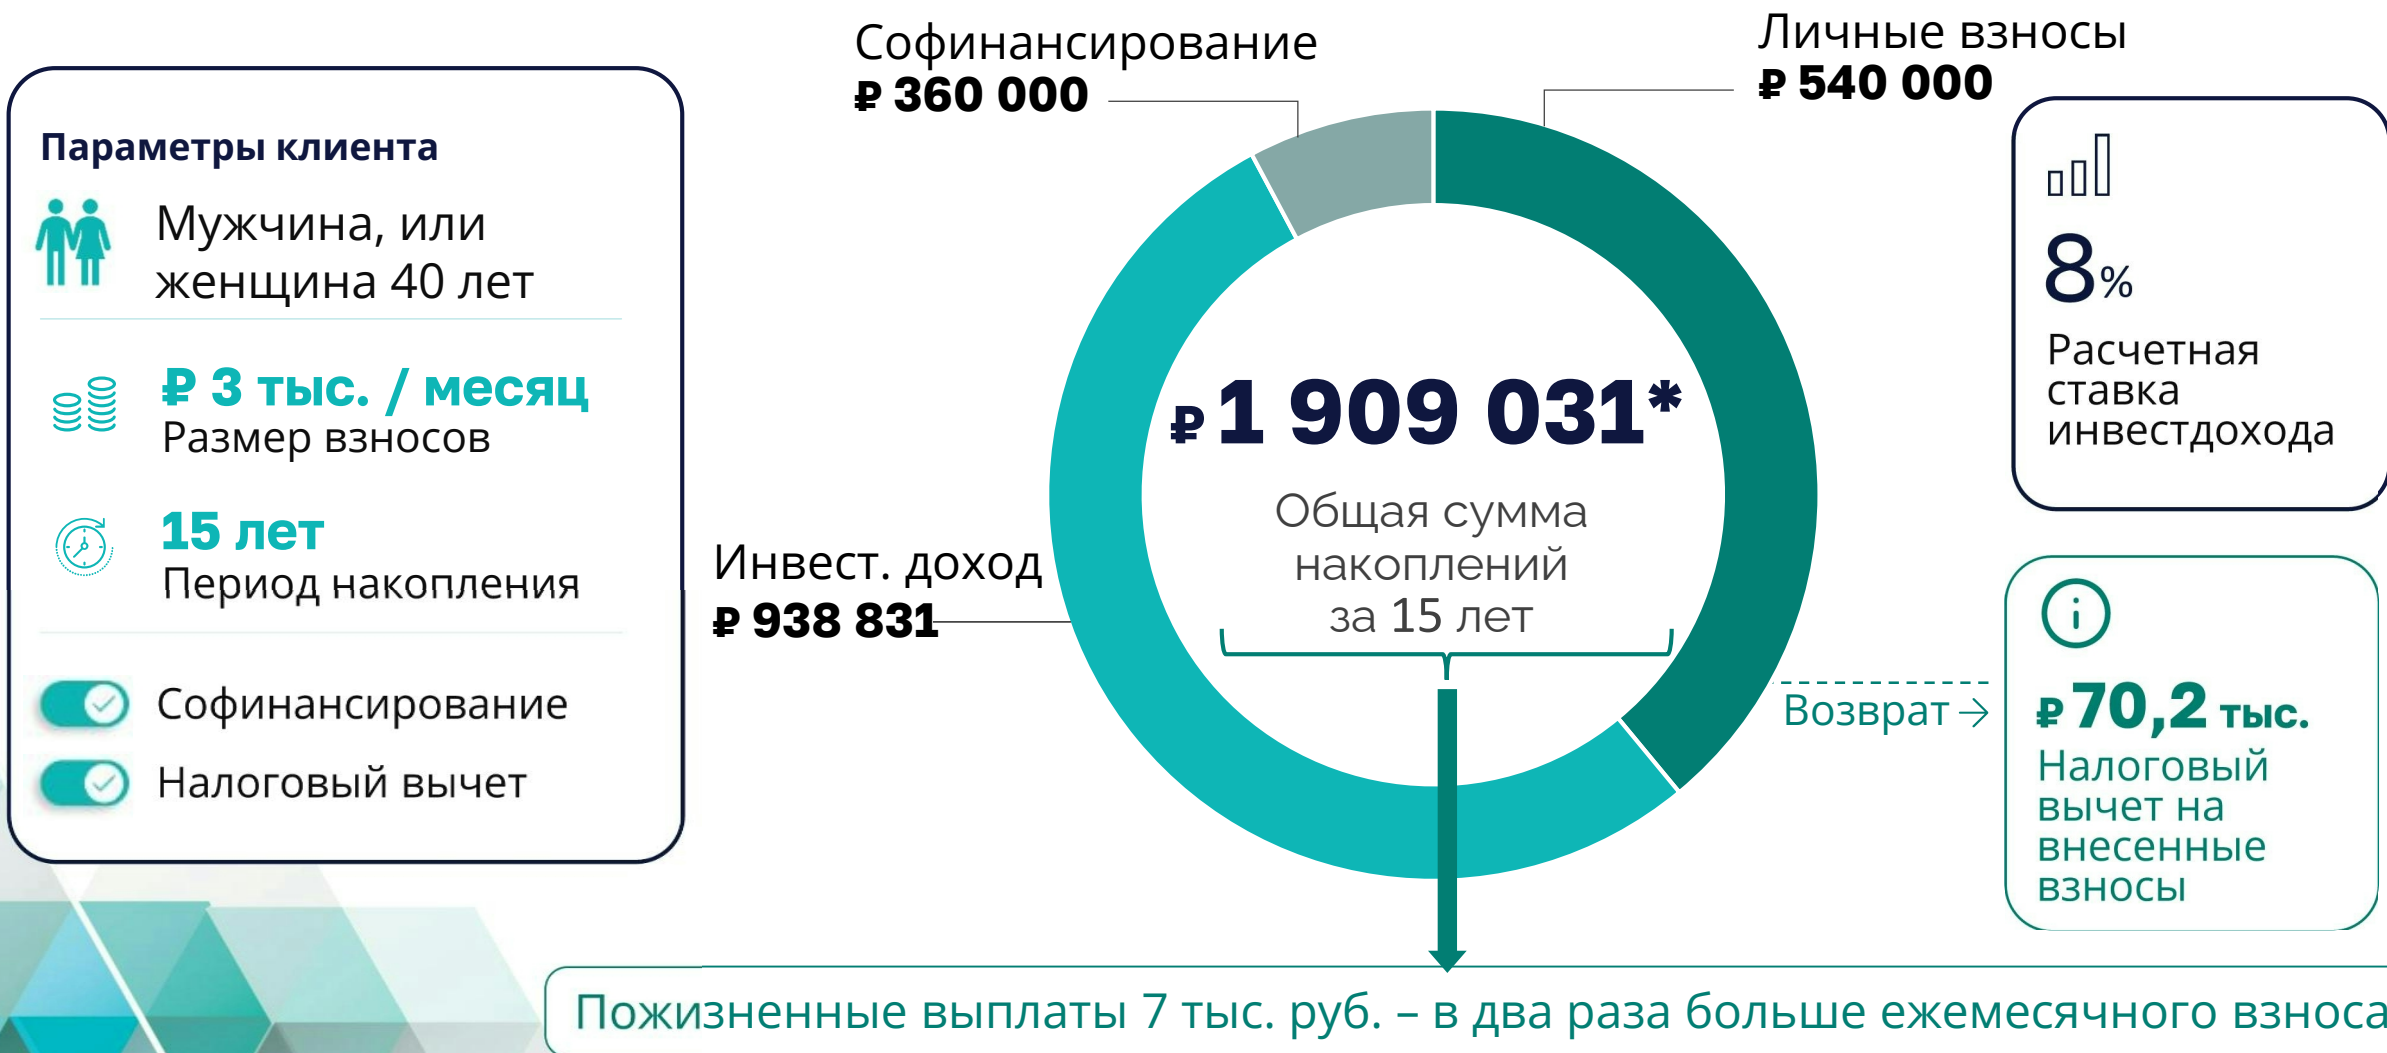 Софинансирование
₽ 360 000
Личные взносы
₽ 540 000
Параметры клиента
Мужчина, или
женщина 40 лет
₽ 3 тыс. / месяц
Размер взносов
15 лет
Период накопления
Софинансирование
Налоговый вычет
Инвест. доход
₽ 938 831
₽ 1 909 031*
Общая сумма
накоплений
за 15 лет
8%
Расчетная
ставка
инвестдохода
Возврат →
₽ 70,2 тыс.
Налоговый
вычет на
внесенные
взносы
Пожизненные выплаты 7 тыс. руб. – в два раза больше ежемесячного взноса